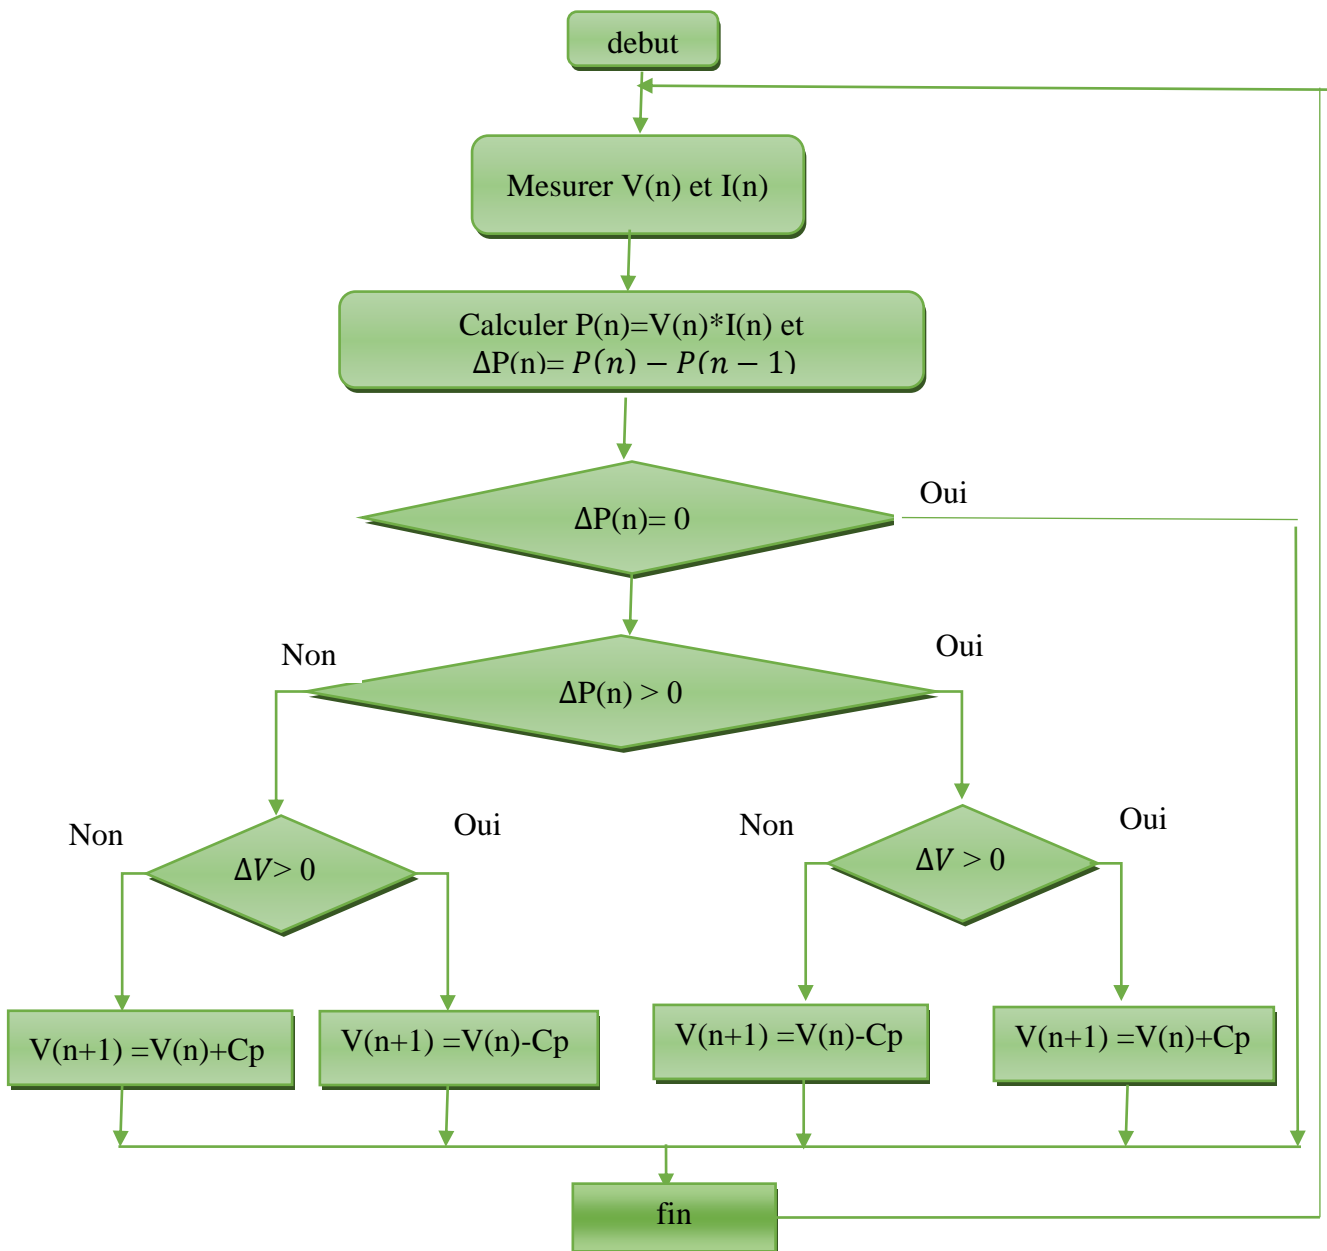 debut
Mesurer V(n) et I(n)
Calculer P(n)=V(n)*I(n) et
ΔP(n)= P(n) − P(n − 1)
ΔP(n)= 0
Oui
Non
ΔP(n) > 0
Oui
Non
ΔV> 0
Oui
Non
ΔV > 0
Oui
V(n+1) =V(n)+Cp
V(n+1) =V(n)-Cp
V(n+1) =V(n)-Cp
V(n+1) =V(n)+Cp
fin